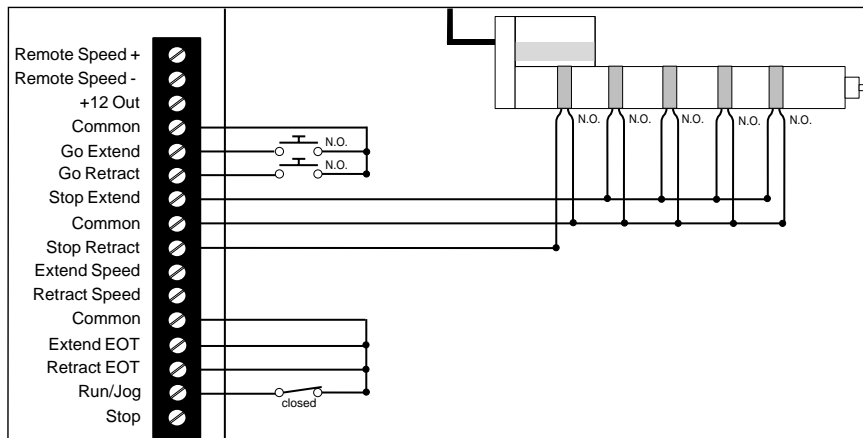 Remote Speed +
Remote Speed -
+12 Out
Common
Go Extend
Go Retract
Stop Extend
Common
Stop Retract
Extend Speed
Retract Speed
Common
Extend EOT
Retract EOT
Run/Jog
Stop
N.O.
N.O.
closed
N.O.
N.O.
N.O.
N.O.
N.O.